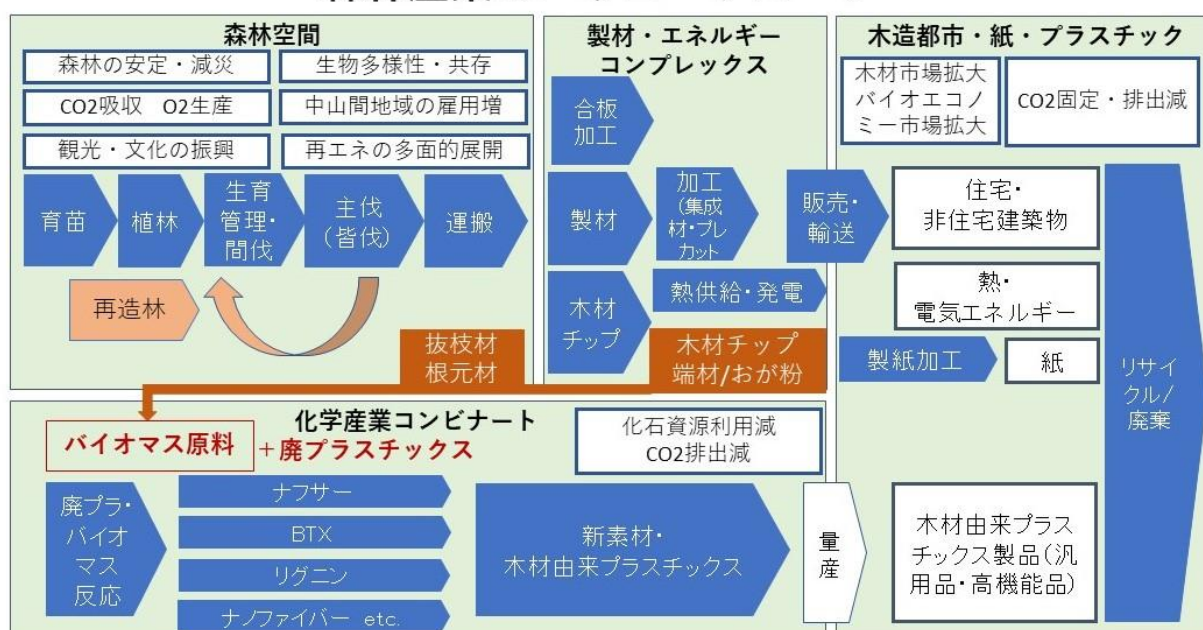 森林空間
森林の安定・減災
生物多様性・共存
CO2吸収　O2生産
中山間地域の雇用増
観光・文化の振興
再エネの多面的展開
育苗
植林
生育
管理・
間伐
主伐
(皆伐)
運搬
再造林
抜枝材
根元材
製材・エネルギー
コンプレックス
合板
加工
製材
加工
(集成
材・プレ
カット
木材
チップ
熱供給・発電
木材チップ
端材/おが粉
販売・
輸送
木造都市・紙・プラスチック
木材市場拡大
バイオエコノ
ミー市場拡大
CO2固定・排出減
住宅・
非住宅建築物
熱・
電気エネルギー
製紙加工
紙
リサイ
クル/
廃棄
化学産業コンビナート
バイオマス原料
＋廃プラスチックス
化石資源利用減
CO2排出減
廃プラ・
バイオ
マス
反応
ナフサー
BTX
リグニン
ナノファイバー etc.
新素材・
木材由来プラスチックス
量
産
木材由来プラス
チックス製品(汎
用品・高機能品)